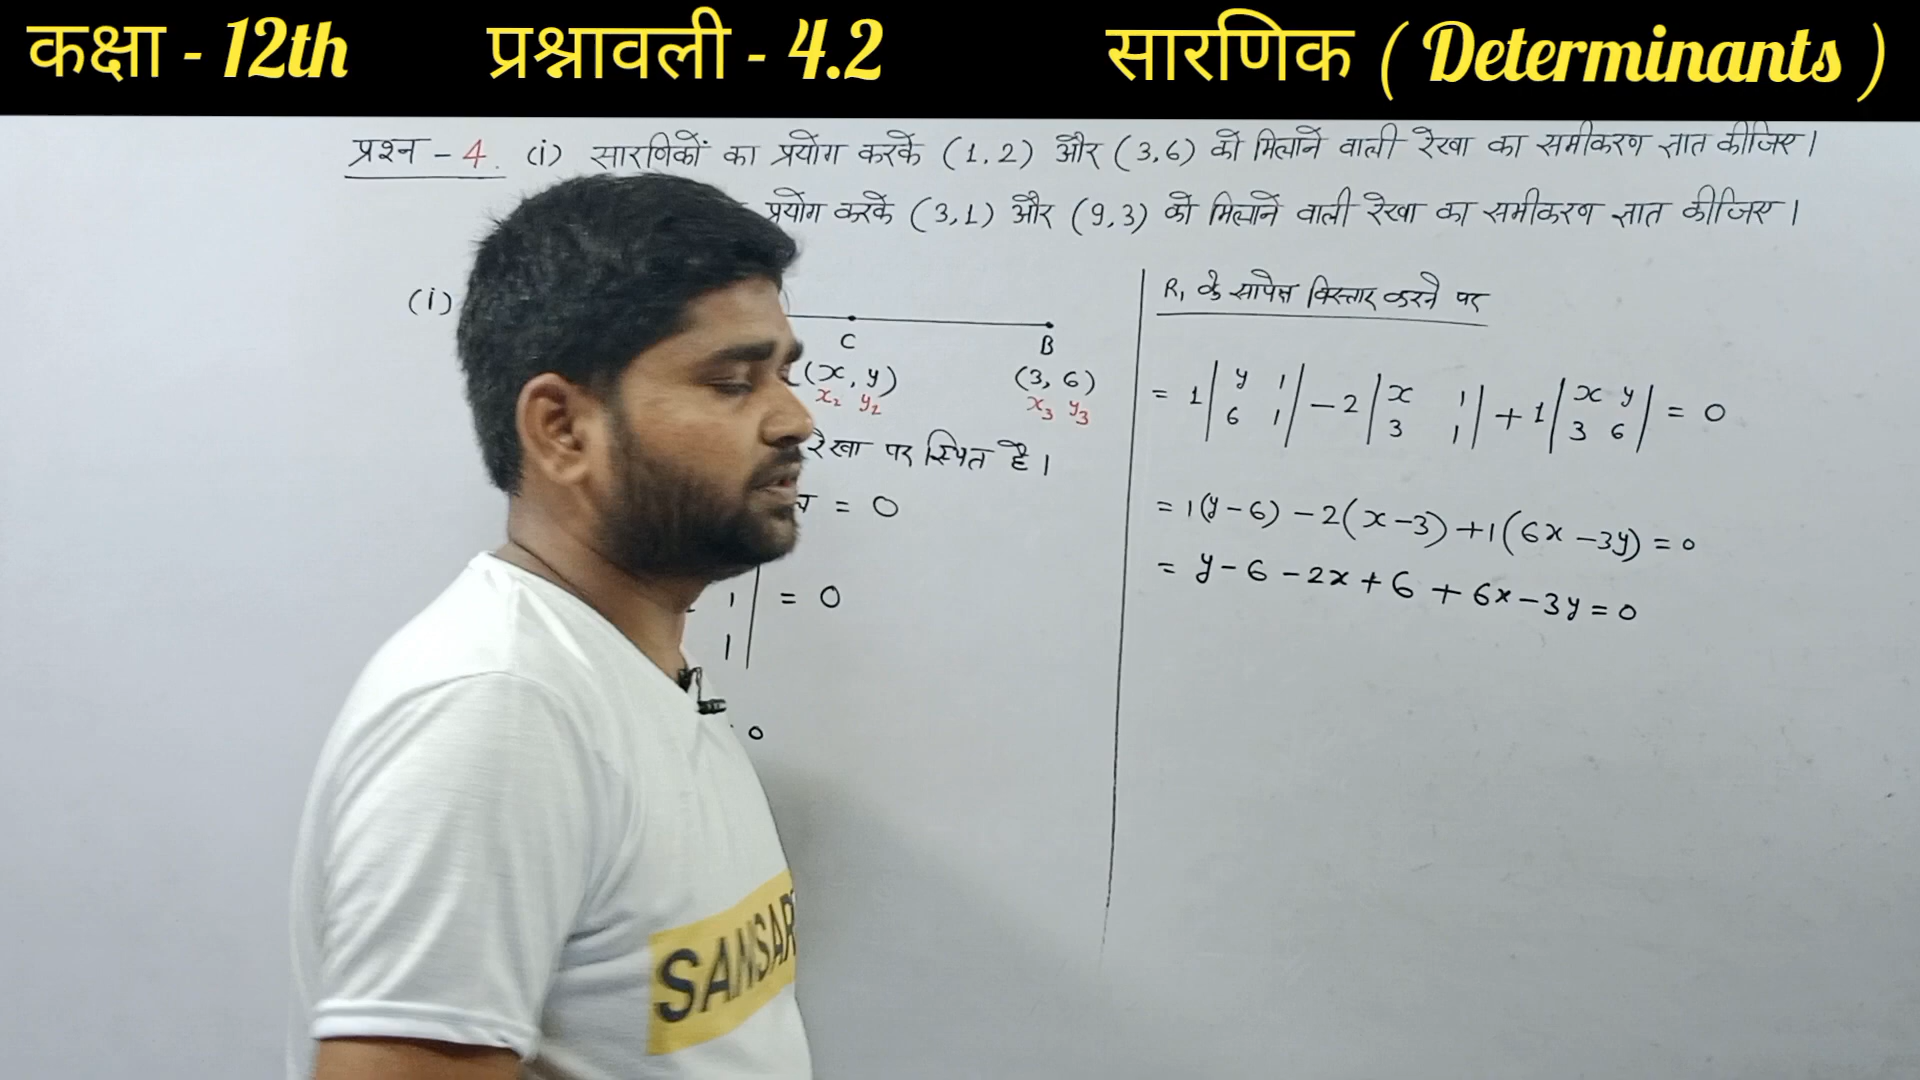 कक्षा - 12th प्रश्नावली - 4.2 सारणिक ( Determinants )
प्रश्न - 4. (i) सारणिकों का प्रयोग करके (1,2) और (3,6) को मिलाने वाली रेखा का समीकरण ज्ञात कीजिए।
प्रयोग करके (3,1) और (9,3) को मिलाने वाली रेखा का समीकरण ज्ञात कीजिए।
(i)
C B
(x, y) (3, 6)
x₂ y₂ x₃ y₃
रेखा पर स्थित है।
= 0
1 = 0
1
0
R₁ के सापेक्ष विस्तार करने पर
= 1 | y 1 | - 2 | x 1 | + 1 | x y | = 0
6 1 3 1 3 6
= 1(y-6) - 2(x-3) + 1(6x-3y) = 0
= y - 6 - 2x + 6 + 6x - 3y = 0
SAMSAR